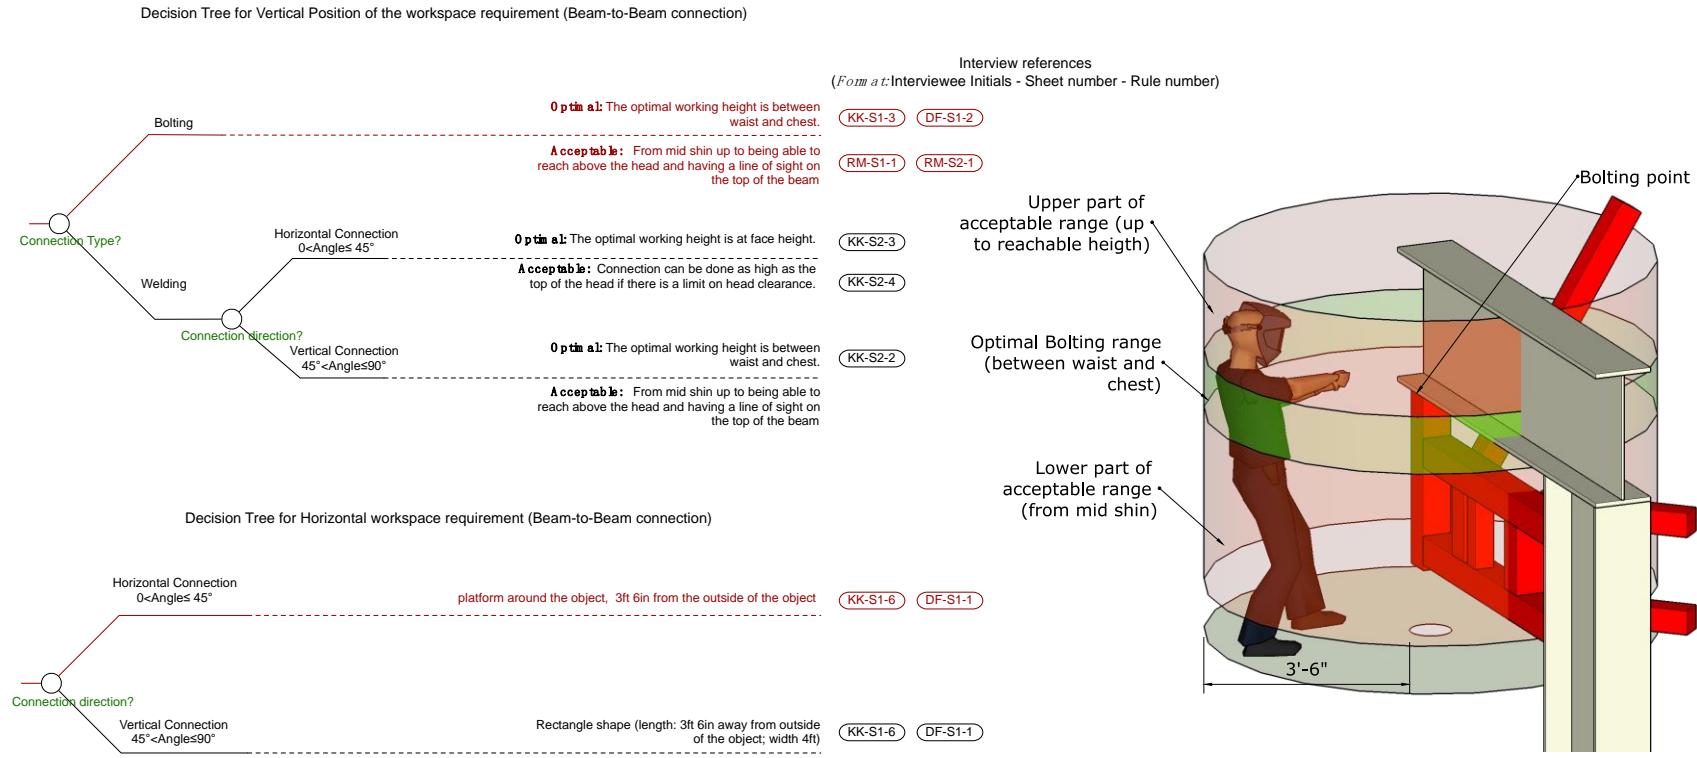 Decision Tree for Vertical Position of the workspace requirement (Beam-to-Beam connection)
Interview references
(Format:Interviewee Initials - Sheet number - Rule number)
Bolting
Optimal: The optimal working height is between
waist and chest.
KK-S1-3 DF-S1-2
Acceptable: From mid shin up to being able to
reach above the head and having a line of sight on
the top of the beam
RM-S1-1 RM-S2-1
Connection Type?
Welding
Horizontal Connection
0<Angle≤ 45°
Optimal: The optimal working height is at face height.
KK-S2-3
Acceptable: Connection can be done as high as the
top of the head if there is a limit on head clearance.
KK-S2-4
Connection direction?
Vertical Connection
45°<Angle≤90°
Optimal: The optimal working height is between
waist and chest.
KK-S2-2
Acceptable: From mid shin up to being able to
reach above the head and having a line of sight on
the top of the beam
Bolting point
Upper part of
acceptable range (up
to reachable heigth)
Optimal Bolting range
(between waist and
chest)
Lower part of
acceptable range
(from mid shin)
3'-6"
Decision Tree for Horizontal workspace requirement (Beam-to-Beam connection)
Horizontal Connection
0<Angle≤ 45°
platform around the object, 3ft 6in from the outside of the object
KK-S1-6 DF-S1-1
Connection direction?
Vertical Connection
45°<Angle≤90°
Rectangle shape (length: 3ft 6in away from outside
of the object; width 4ft)
KK-S1-6 DF-S1-1